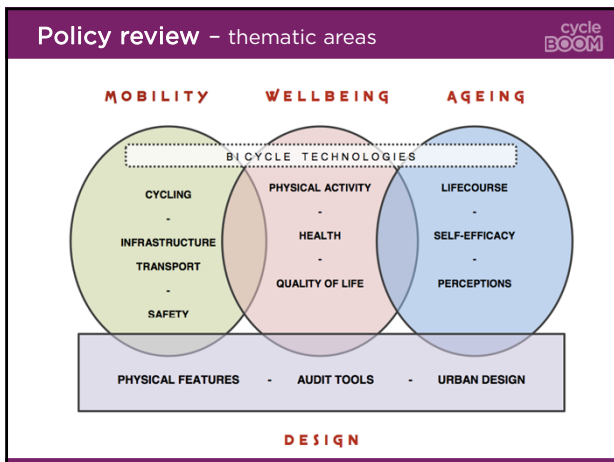 Policy review – thematic areas
cycle
BOOM
MOBILITY WELLBEING AGEING
BICYCLE TECHNOLOGIES
CYCLING
-
INFRASTRUCTURE
TRANSPORT
-
SAFETY
PHYSICAL ACTIVITY
-
HEALTH
-
QUALITY OF LIFE
LIFECOURSE
-
SELF-EFFICACY
-
PERCEPTIONS
PHYSICAL FEATURES - AUDIT TOOLS - URBAN DESIGN
DESIGN